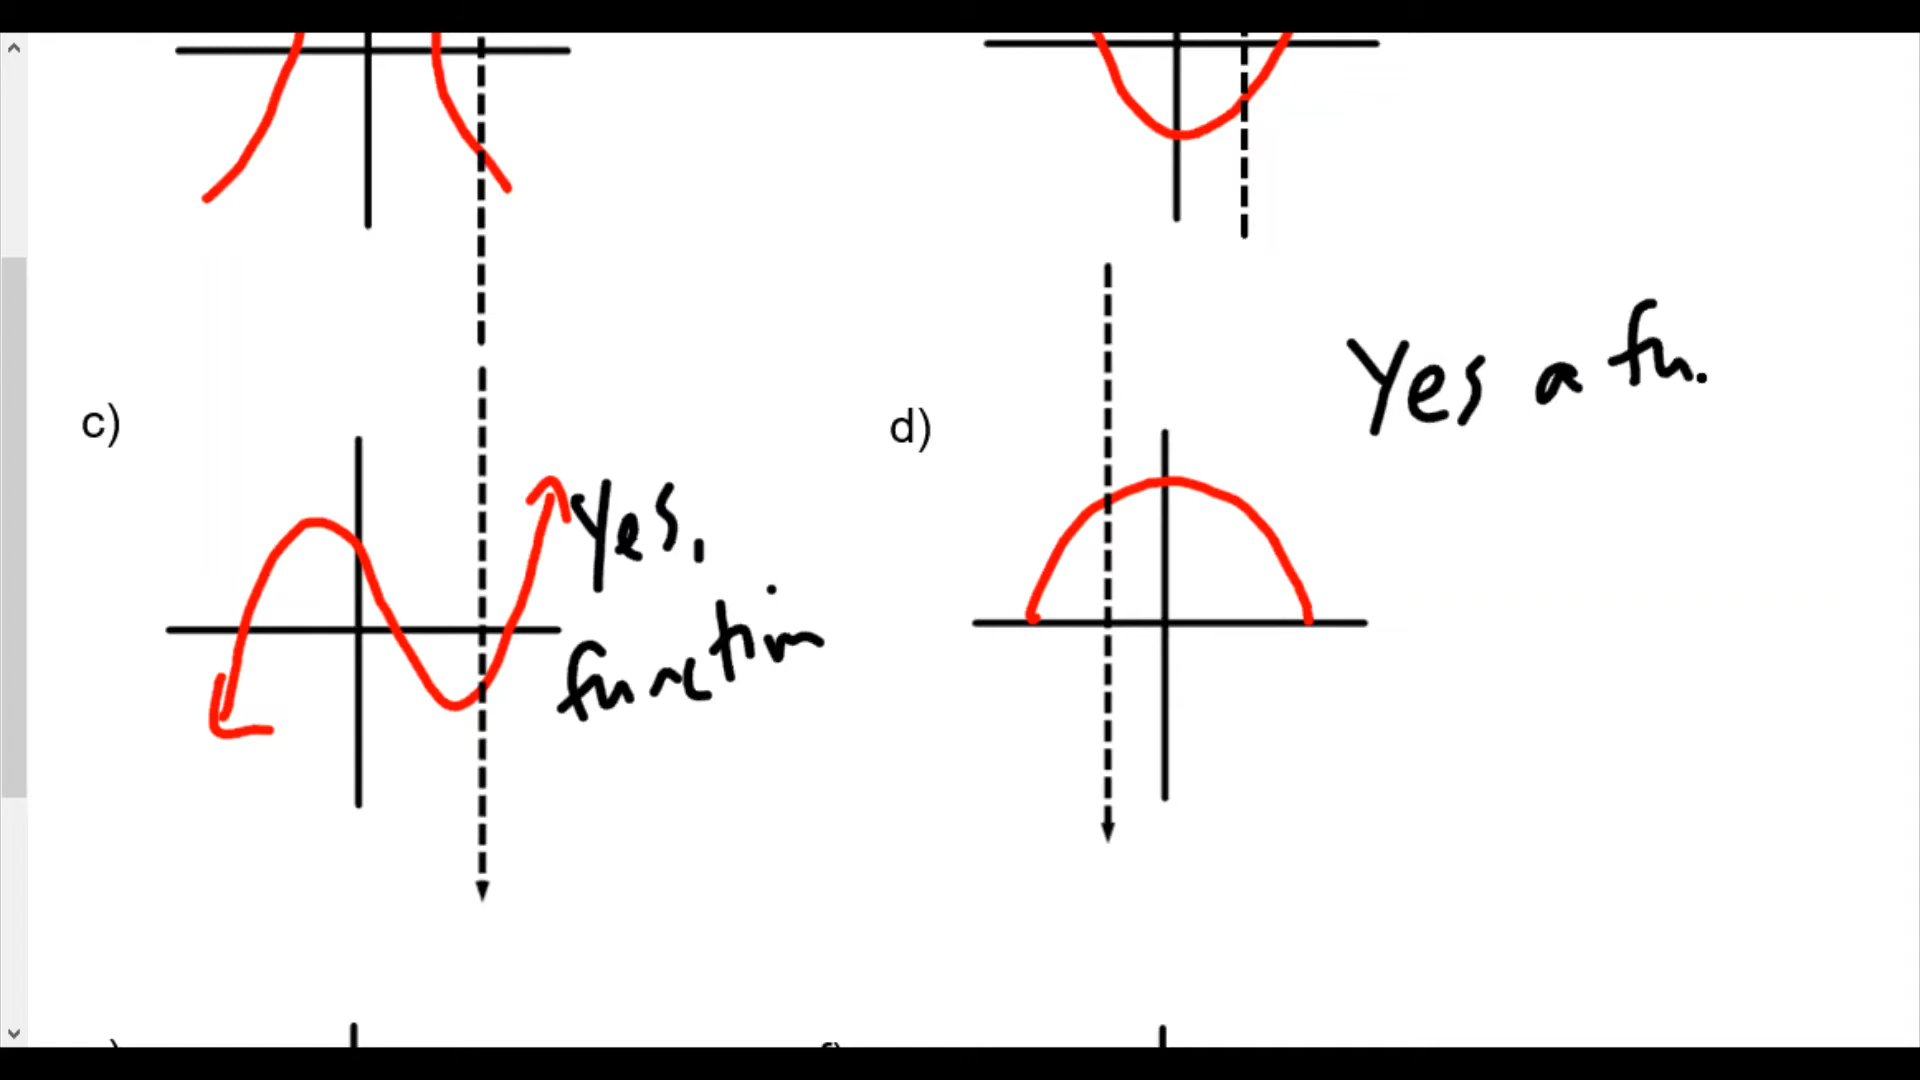 c)
Yes,
function
d)
Yes a fn.